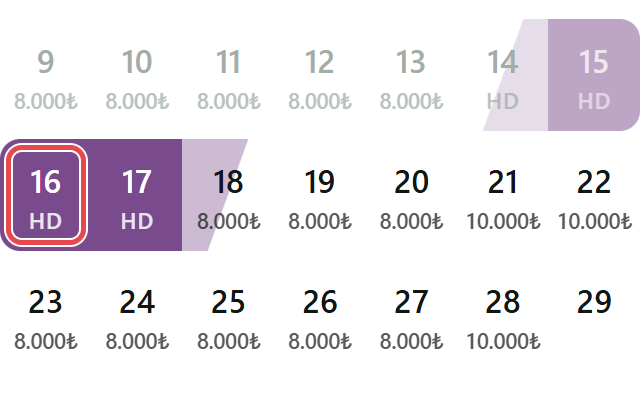 9 10 11 12 13 14 15
8.000₺ 8.000₺ 8.000₺ 8.000₺ 8.000₺ HD HD
16 17 18 19 20 21 22
HD HD 8.000₺ 8.000₺ 8.000₺ 10.000₺ 10.000₺
23 24 25 26 27 28 29
8.000₺ 8.000₺ 8.000₺ 8.000₺ 8.000₺ 10.000₺